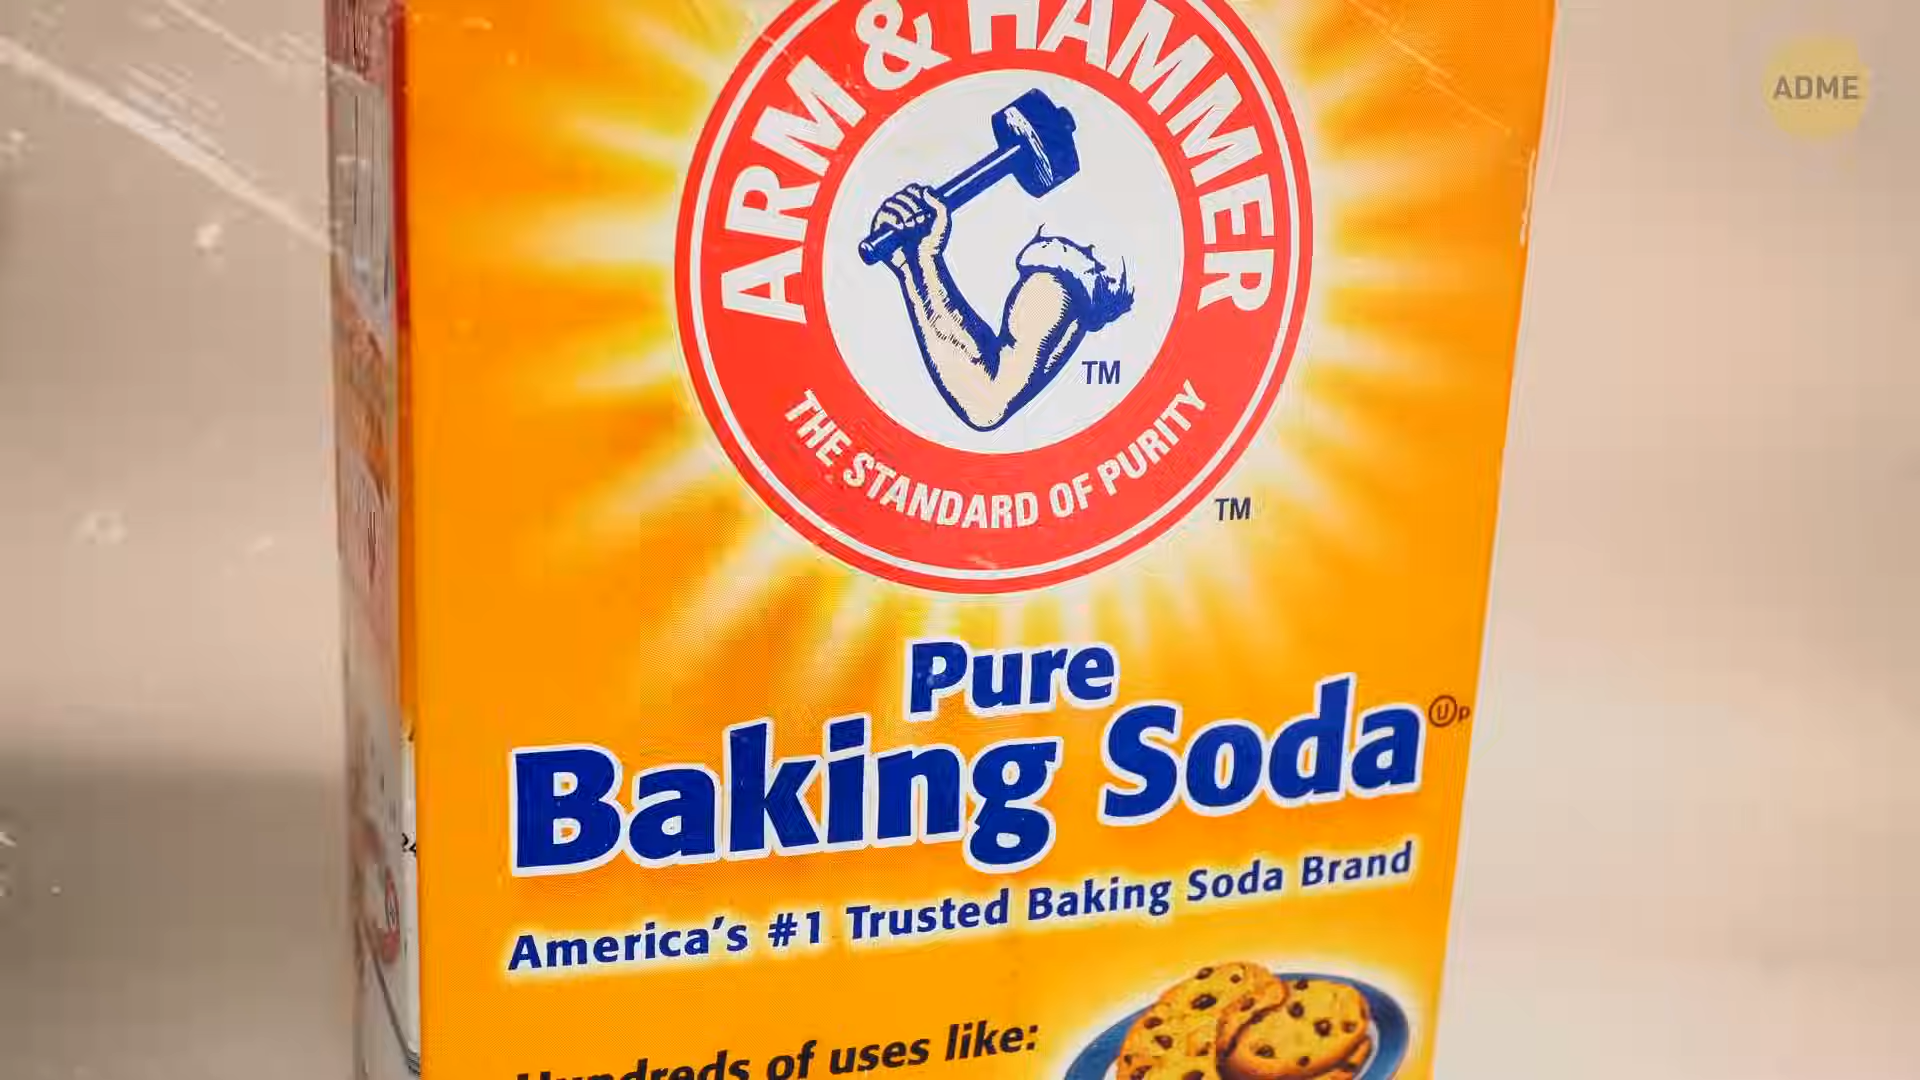 ARM & HAMMER
ADME
TM
THE STANDARD OF PURITY
TM
Pure
Baking Soda
Up
America's #1 Trusted Baking Soda Brand
Hundreds of uses like: